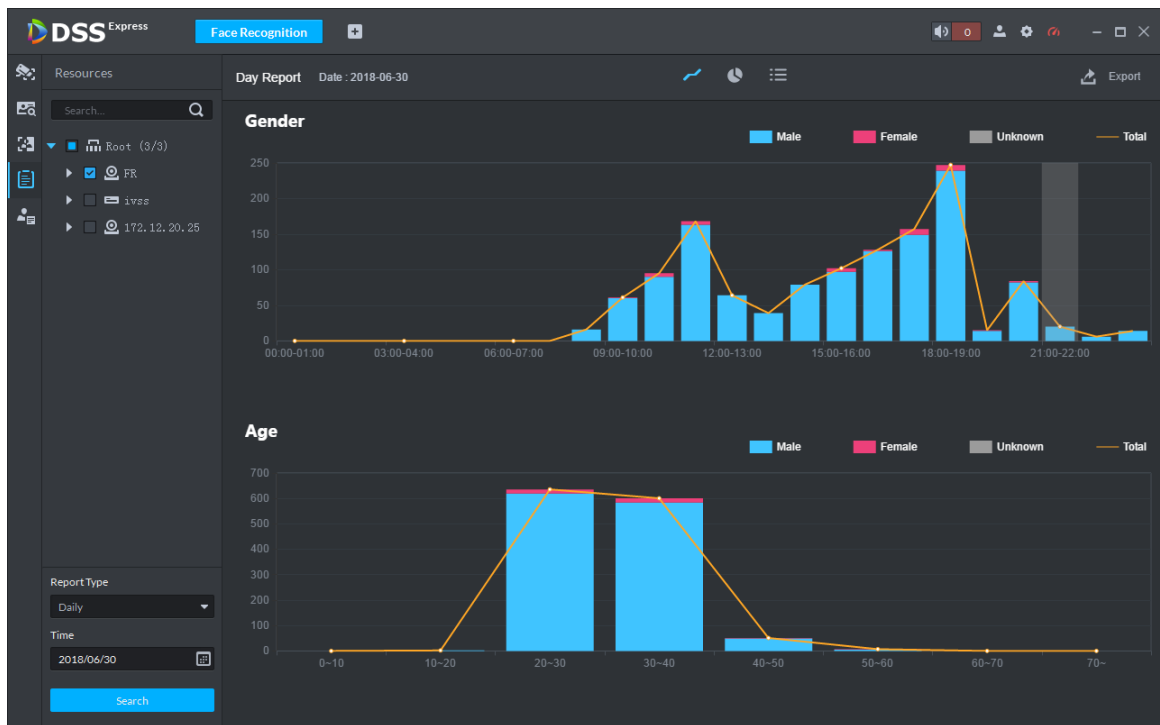 DSS Express
Face Recognition
0
Resources
Search...
Root (3/3)
FR
ivss
172.12.20.25
Report Type
Daily
Time
2018/06/30
Search
Day Report Date : 2018-06-30
Export
Gender
Male Female Unknown Total
250
200
150
100
50
0
00:00-01:00 03:00-04:00 06:00-07:00 09:00-10:00 12:00-13:00 15:00-16:00 18:00-19:00 21:00-22:00
Age
Male Female Unknown Total
700
600
500
400
300
200
100
0
0~10 10~20 20~30 30~40 40~50 50~60 60~70 70~